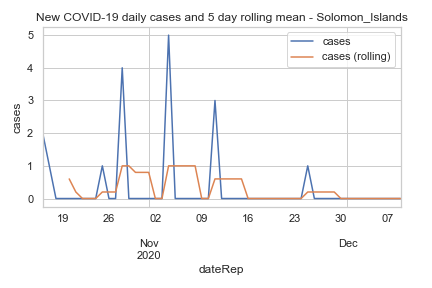 New COVID-19 daily cases and 5 day rolling mean - Solomon_Islands
cases
cases (rolling)
5
4
3
2
1
0
cases
19 26 02 09 16 23 30 07
Nov Dec
2020
dateRep